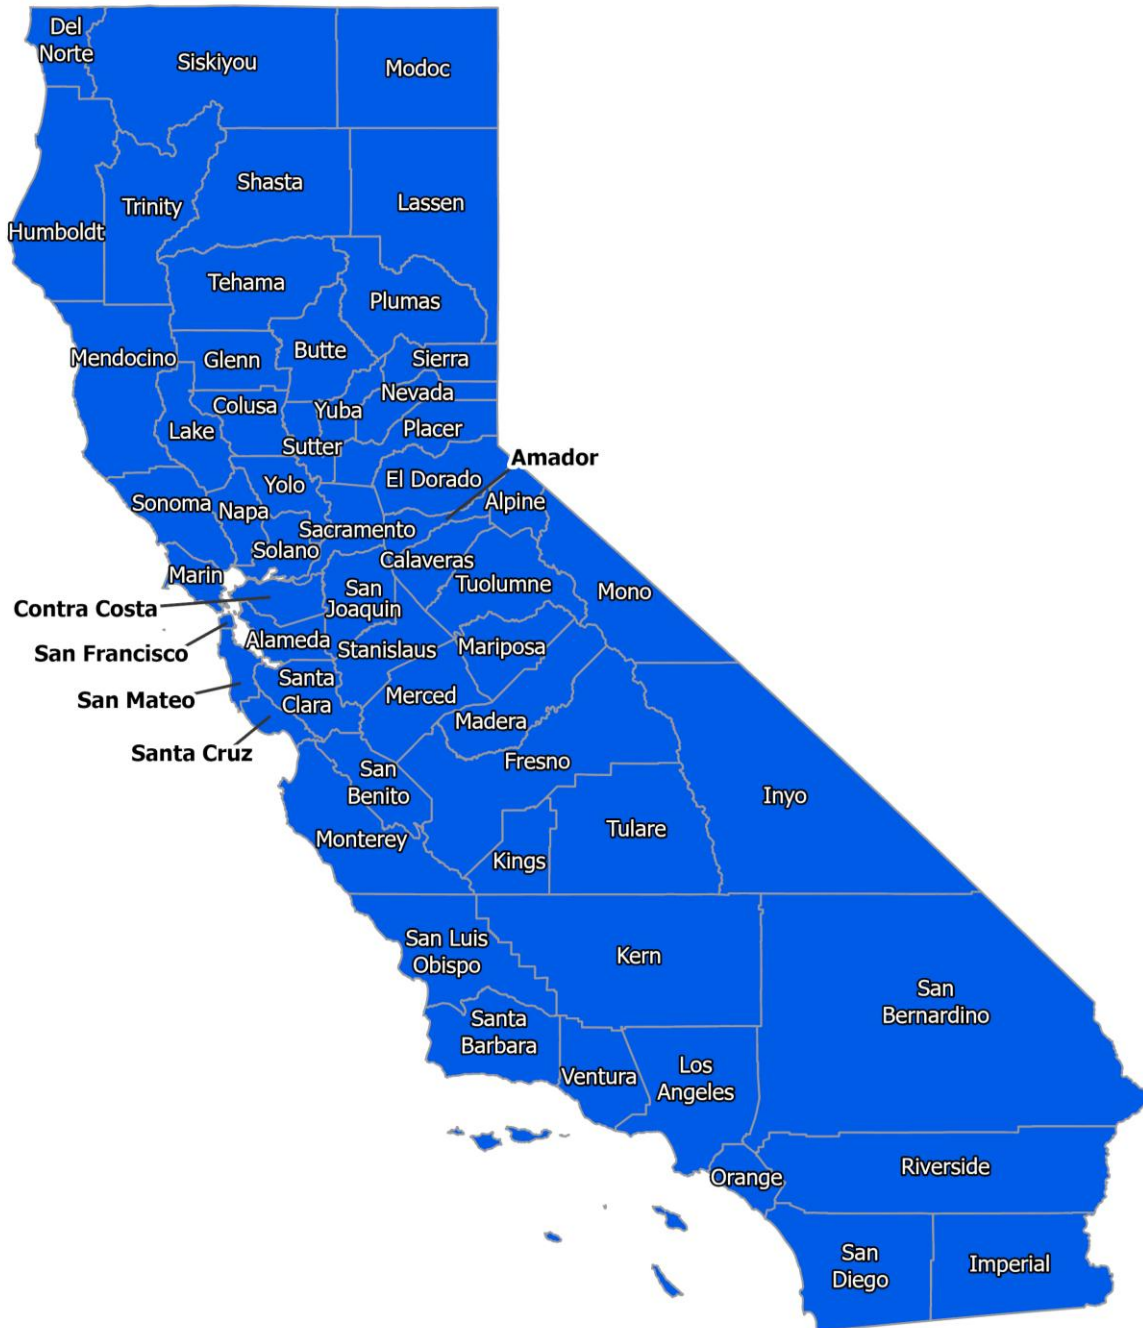 Del
Norte
Siskiyou
Modoc
Shasta
Trinity
Lassen
Humboldt
Tehama
Plumas
Mendocino
Glenn
Butte
Sierra
Nevada
Colusa
Yuba
Lake
Placer
Sutter
Amador
El Dorado
Yolo
Alpine
Sonoma
Napa
Sacramento
Solano
Calaveras
Marin
Tuolumne
Mono
San
Joaquin
Contra Costa
Alameda
Stanislaus
Mariposa
San Francisco
Santa
Clara
San Mateo
Merced
Madera
Santa Cruz
Fresno
San
Benito
Inyo
Monterey
Tulare
Kings
San Luis
Obispo
Kern
San
Bernardino
Santa
Barbara
Ventura
Los
Angeles
Orange
Riverside
San
Diego
Imperial